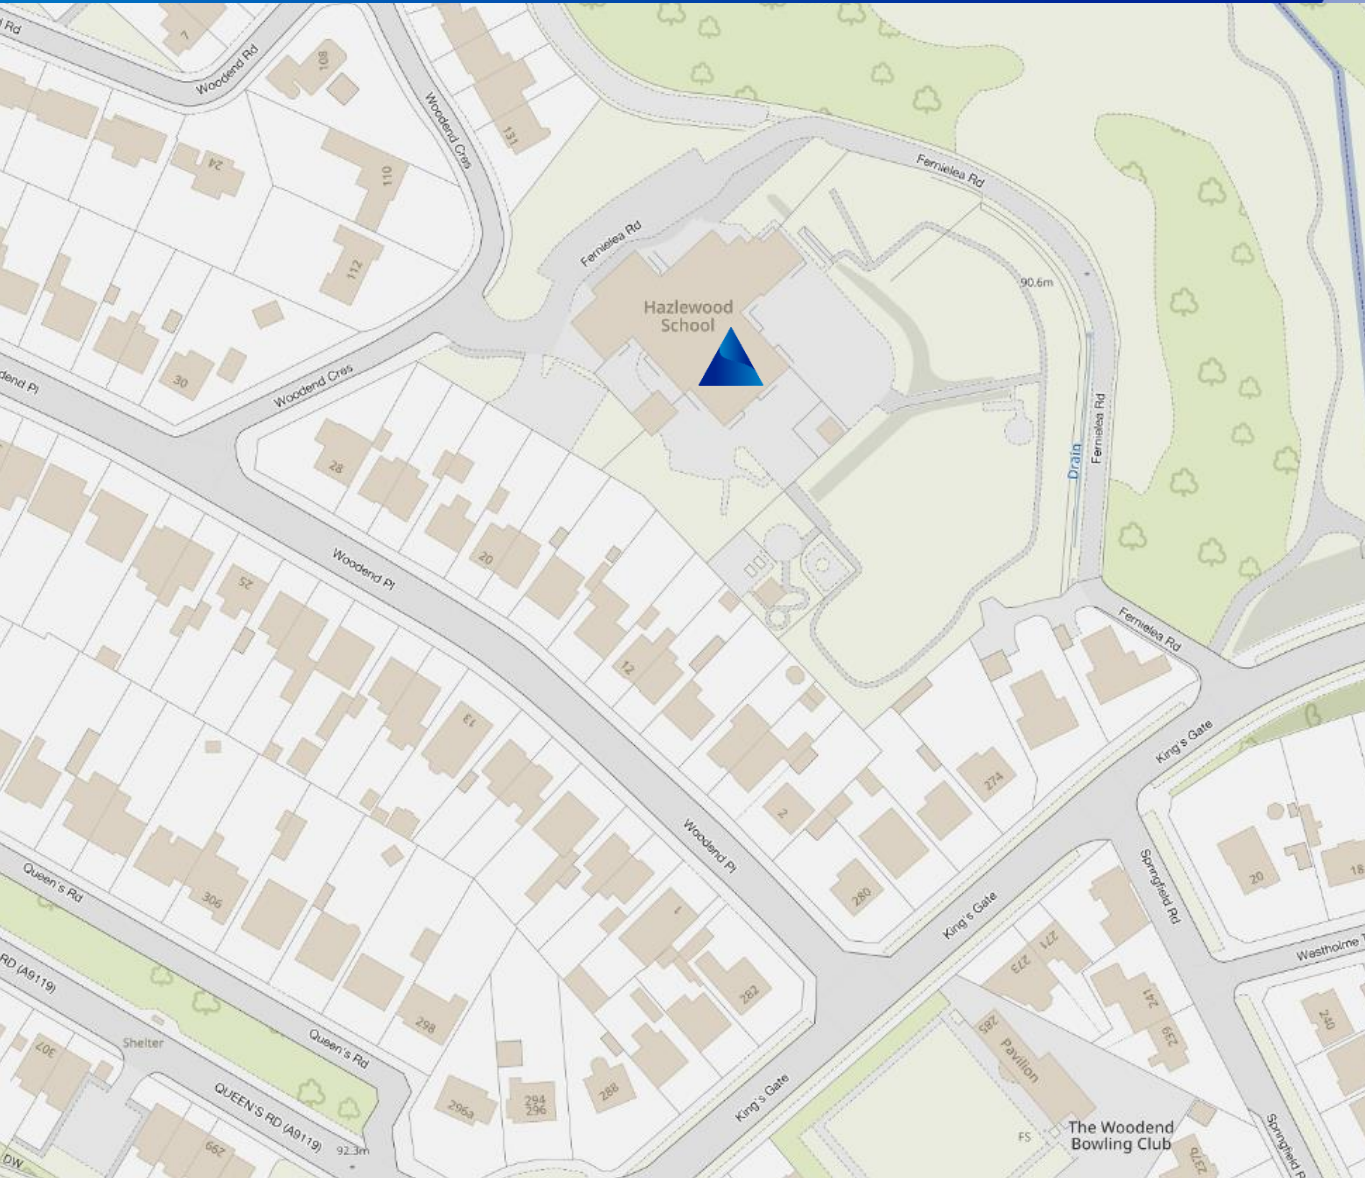 Rd
7
Woodend Rd
108
Woodend Cres
131
24
110
Fernielea Rd
Fernielea Rd
112
90.6m
Hazlewood
School
30
dend Pl
Woodend Cres
Fernielea Rd
Drain
28
20
Woodend Pl
25
12
Fernielea Rd
13
King's Gate
274
2
Woodend Pl
280
20
18
Springfield Rd
Queen's Rd
306
1
King's Gate
271
273
Westholme T
RD (A9119)
282
241
285
298
240
239
Shelter
307
Queen's Rd
Pavilion
288
296a
294
296
King's Gate
QUEEN'S RD (A9119)
The Woodend
Bowling Club
FS
299
92.3m
237b
Springfield R
DW